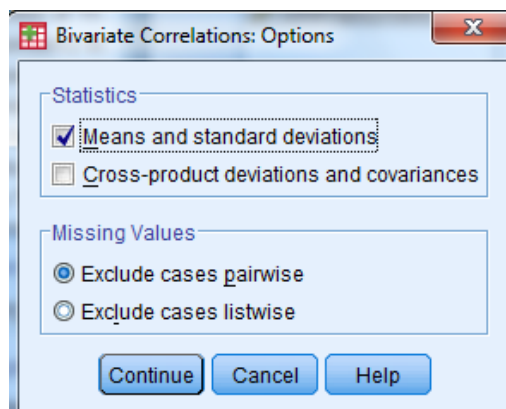 Bivariate Correlations: Options
Statistics
Means and standard deviations
Cross-product deviations and covariances
Missing Values
Exclude cases pairwise
Exclude cases listwise
Continue Cancel Help